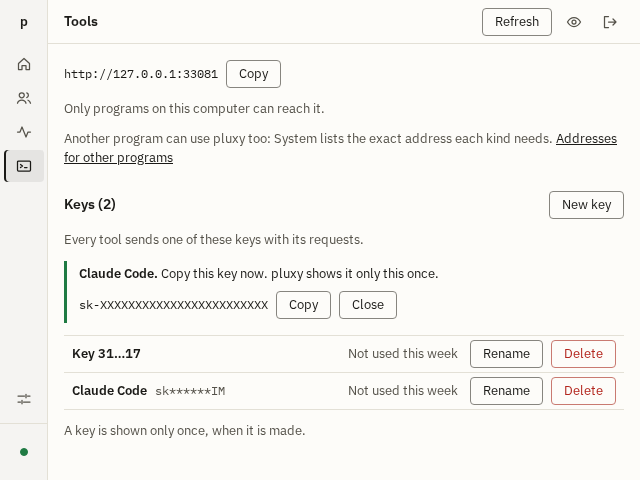 p
Tools
Refresh
http://127.0.0.1:33081
Copy
Only programs on this computer can reach it.
Another program can use pluxy too: System lists the exact address each kind needs. Addresses
for other programs
Keys (2)
New key
Every tool sends one of these keys with its requests.
Claude Code. Copy this key now. pluxy shows it only this once.
sk-XXXXXXXXXXXXXXXXXXXXXXXX
Copy
Close
Key 31…17
Not used this week
Rename
Delete
Claude Code sk******IM
Not used this week
Rename
Delete
A key is shown only once, when it is made.